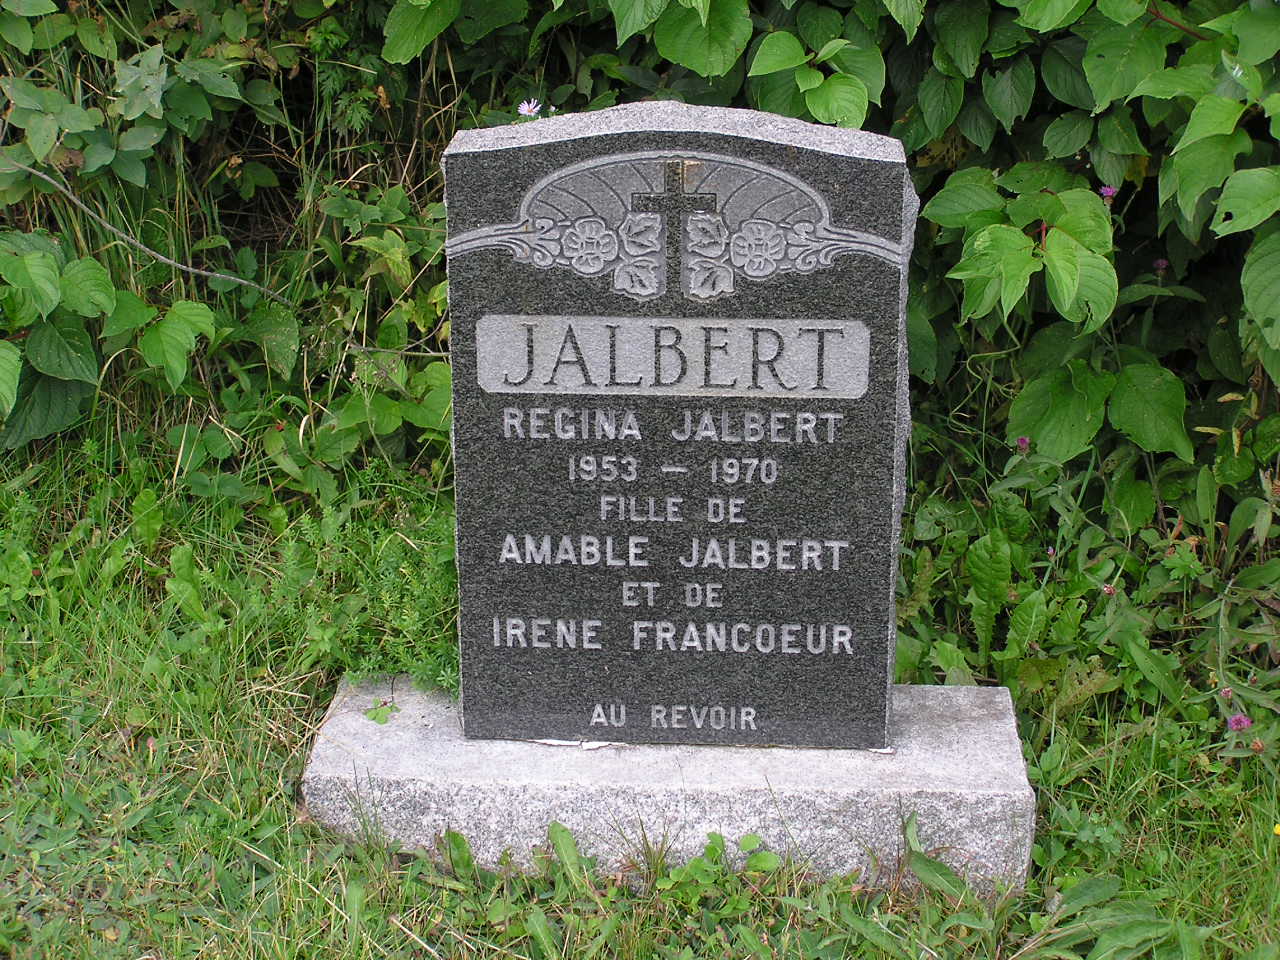 JALBERT
REGINA JALBERT
1953 – 1970
FILLE DE
AMABLE JALBERT
ET DE
IRENE FRANCOEUR
AU REVOIR